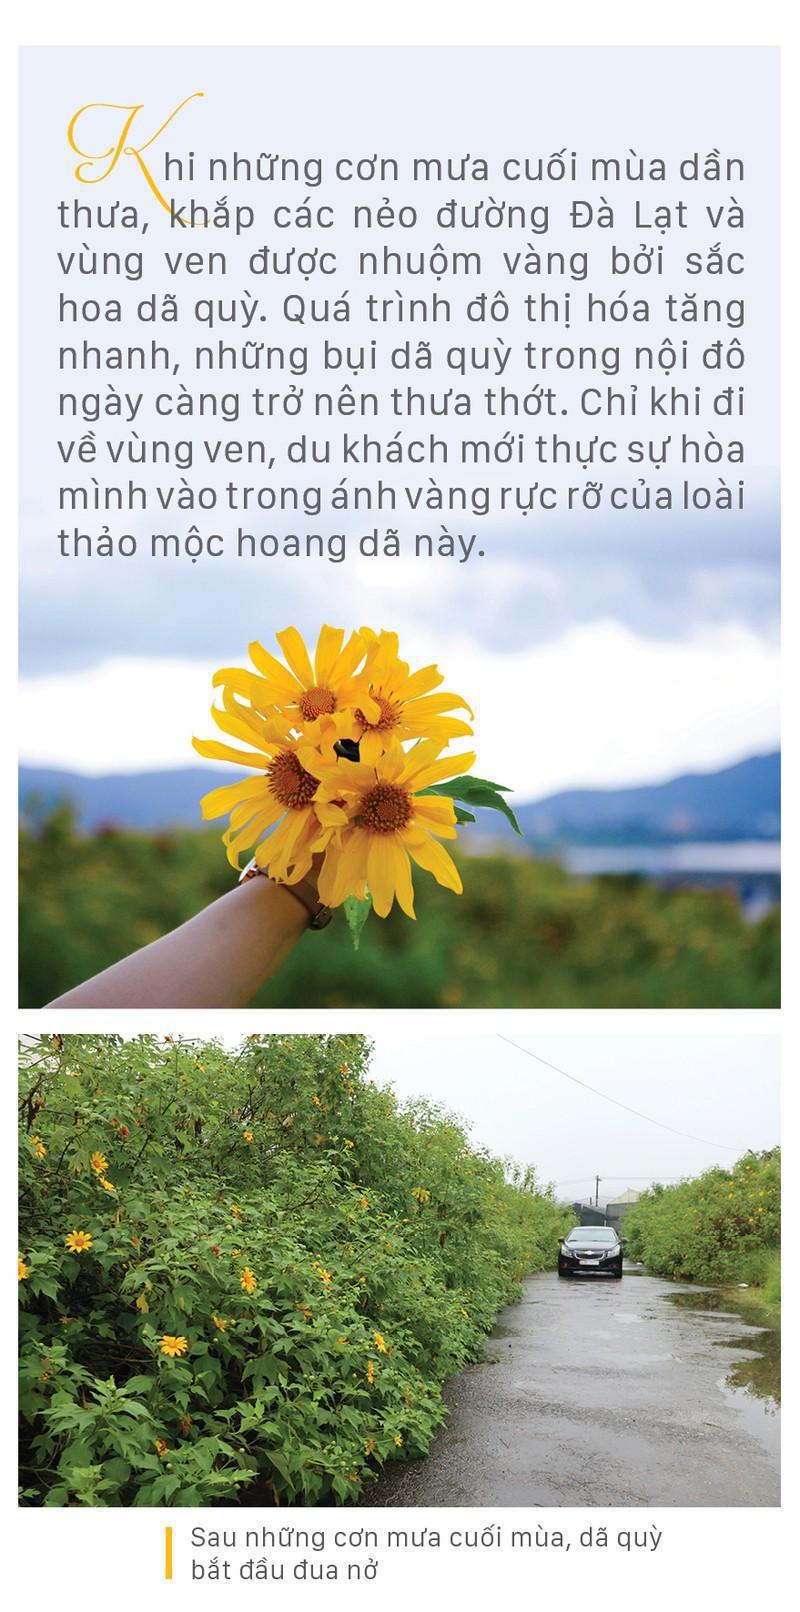 Khi những cơn mưa cuối mùa dần
thưa, khắp các nẻo đường Đà Lạt và
vùng ven được nhuộm vàng bởi sắc
hoa dã quỳ. Quá trình đô thị hóa tăng
nhanh, những bụi dã quỳ trong nội đô
ngày càng trở nên thưa thớt. Chỉ khi đi
về vùng ven, du khách mới thực sự hòa
mình vào trong ánh vàng rực rỡ của loài
thảo mộc hoang dã này.
Sau những cơn mưa cuối mùa, dã quỳ
bắt đầu đua nở